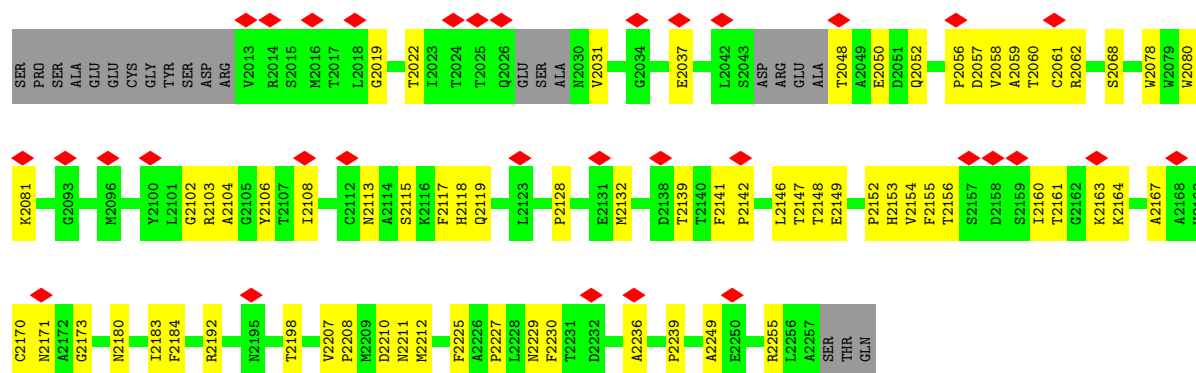 SER
PRO
SER
ALA
GLU
GLU
CYS
GLY
TYR
SER
ASP
ARG
V2013
R2014
S2015
M2016
T2017
L2018
G2019
T2022
I2023
T2024
T2025
Q2026
GLU
SER
ALA
N2030
V2031
G2034
E2037
L2042
S2043
ASP
ARG
GLU
ALA
T2048
A2049
E2050
D2051
Q2052
P2056
D2057
V2058
A2059
T2060
C2061
R2062
S2068
W2078
W2079
W2080
K2081
G2093
M2096
Y2100
L2101
G2102
R2103
A2104
G2105
Y2106
T2107
I2108
C2112
N2113
A2114
S2115
K2116
F2117
H2118
Q2119
L2123
P2128
E2131
M2132
D2138
T2139
T2140
F2141
P2142
L2146
T2147
T2148
E2149
P2152
H2153
V2154
F2155
T2156
S2157
D2158
S2159
I2160
T2161
G2162
K2163
K2164
A2167
A2168
C2170
N2171
A2172
G2173
N2180
I2183
F2184
R2192
N2195
T2198
V2207
P2208
M2209
D2210
N2211
M2212
F2225
A2226
P2227
L2228
N2229
F2230
T2231
D2232
A2236
P2239
A2249
E2250
R2255
L2256
A2257
SER
THR
GLN